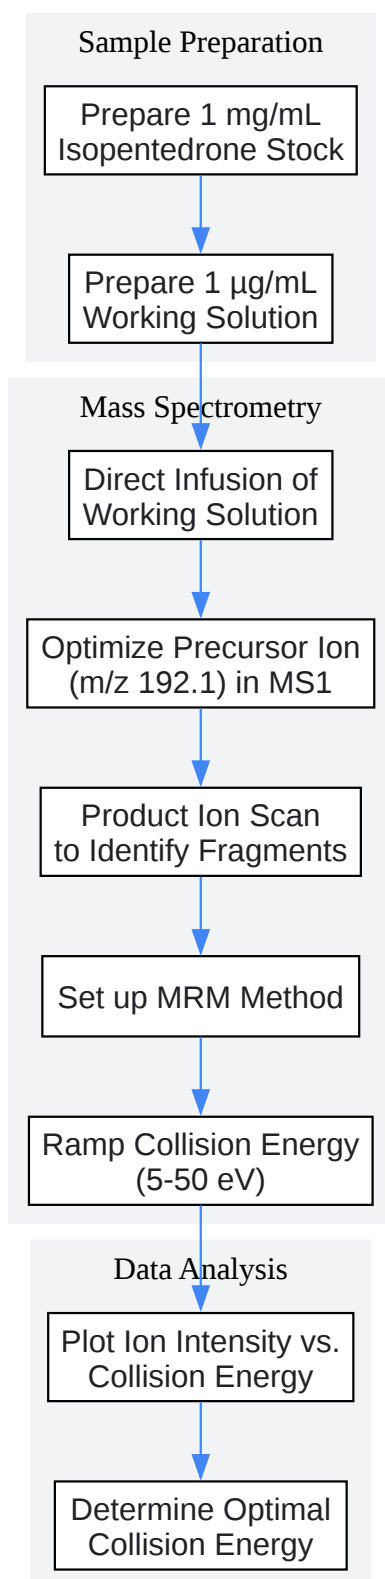 Sample Preparation
Prepare 1 mg/mL
Isopentedrone Stock
Prepare 1 µg/mL
Working Solution
Mass Spectrometry
Direct Infusion of
Working Solution
Optimize Precursor Ion
(m/z 192.1) in MS1
Product Ion Scan
to Identify Fragments
Set up MRM Method
Ramp Collision Energy
(5-50 eV)
Data Analysis
Plot Ion Intensity vs.
Collision Energy
Determine Optimal
Collision Energy